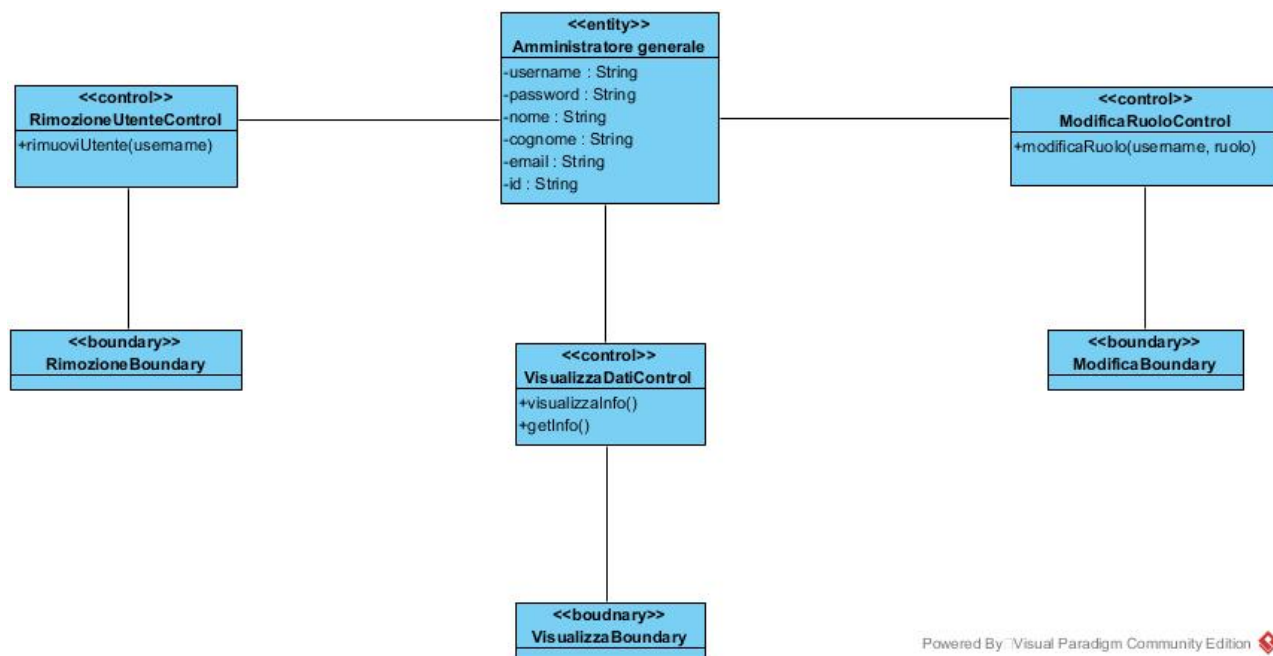 <<entity>>
Amministratore generale
-username : String
-password : String
-nome : String
-cognome : String
-email : String
-id : String
<<control>>
RimozioneUtenteControl
+rimuoviUtente(username)
<<control>>
ModificaRuoloControl
+modificaRuolo(username, ruolo)
<<boundary>>
RimozioneBoundary
<<control>>
VisualizzaDatiControl
+visualizzaInfo()
+getInfo()
<<boundary>>
ModificaBoundary
<<boudnary>>
VisualizzaBoundary
Powered By Visual Paradigm Community Edition